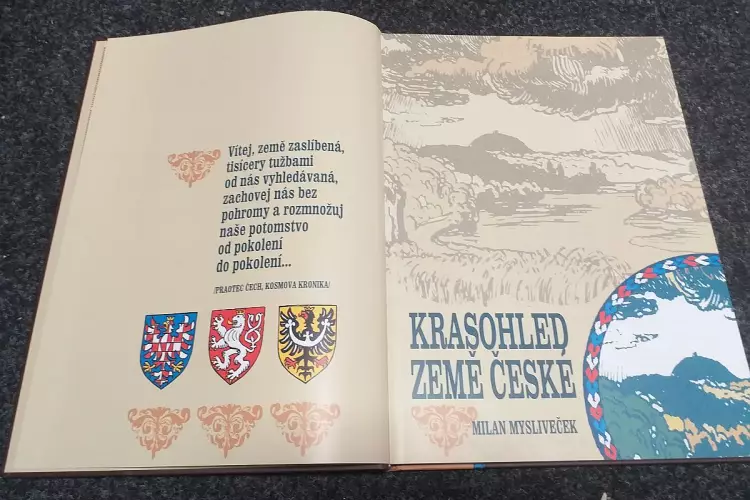 Vítej, země zaslíbená,
tisícery tužbami
od nás vyhledávaná,
zachovej nás bez
pohromy a rozmnožuj
naše potomstvo
od pokolení
do pokolení...
/PRAOTEC ČECH, KOSMOVA KRONIKA/
KRASOHLED
ZEMĚ ČESKÉ
MILAN MYSLIVEČEK